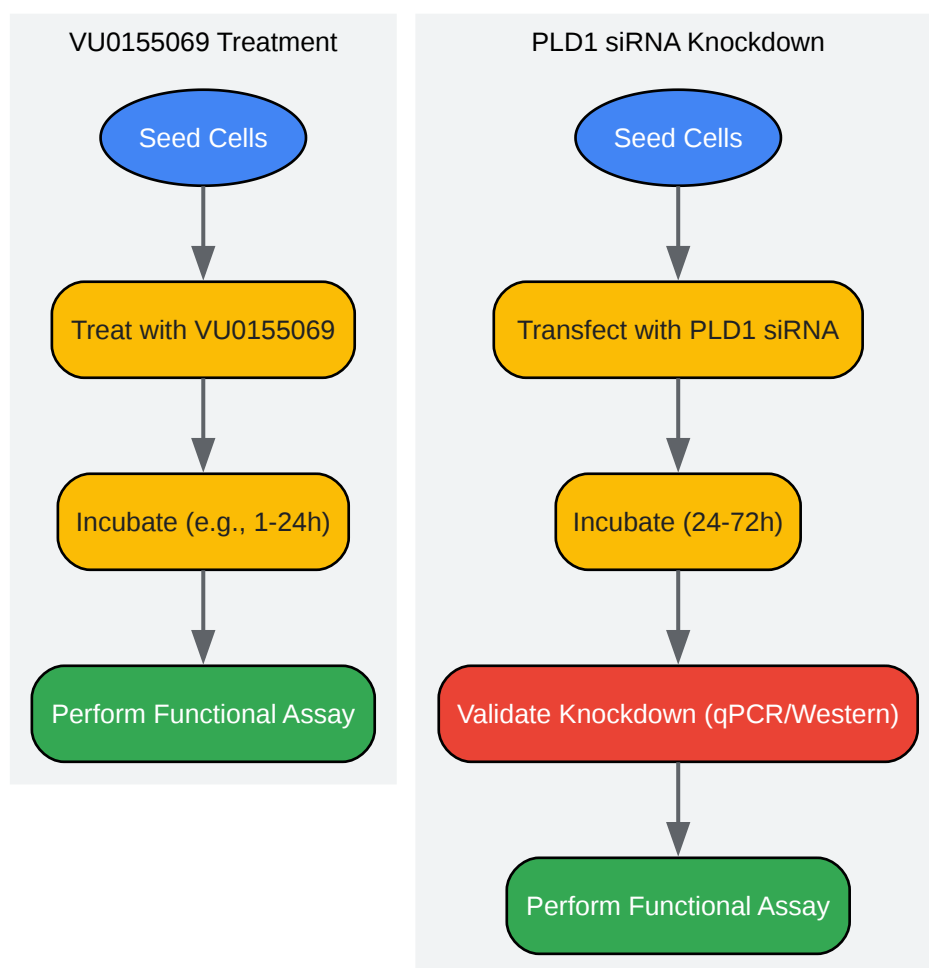 VU0155069 Treatment
Seed Cells
Treat with VU0155069
Incubate (e.g., 1-24h)
Perform Functional Assay
PLD1 siRNA Knockdown
Seed Cells
Transfect with PLD1 siRNA
Incubate (24-72h)
Validate Knockdown (qPCR/Western)
Perform Functional Assay